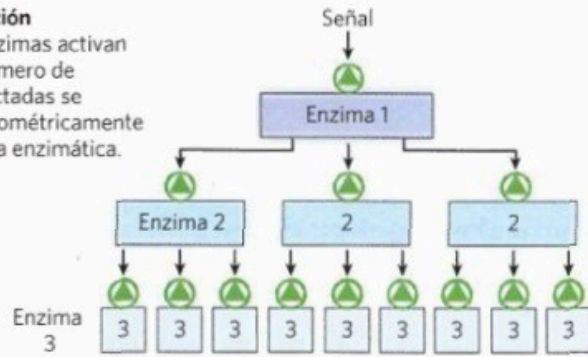 ción
zimas activan
mero de
ctadas se
ométricamente
a enzimática.
Señal
Enzima 1
Enzima 2
2
2
Enzima
3
3
3
3
3
3
3
3
3
3